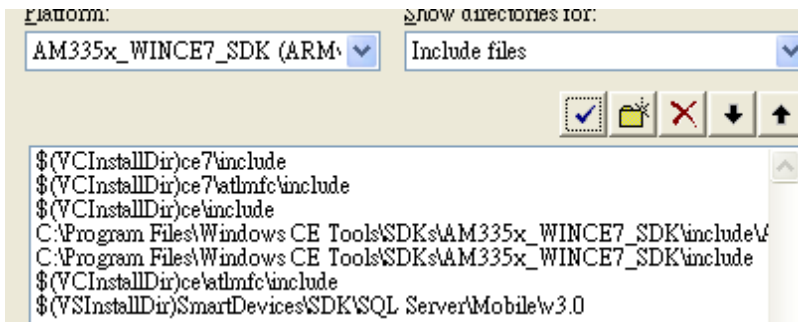 Platform:
Show directories for:
AM335x_WINCE7_SDK (ARMv
Include files
$(VCInstallDir)ce7\include
$(VCInstallDir)ce7\atlmfc\include
$(VCInstallDir)ce\include
C:\Program Files\Windows CE Tools\SDKs\AM335x_WINCE7_SDK\include\A
C:\Program Files\Windows CE Tools\SDKs\AM335x_WINCE7_SDK\include
$(VCInstallDir)ce\atlmfc\include
$(VSInstallDir)SmartDevices\SDK\SQL Server\Mobile\v3.0